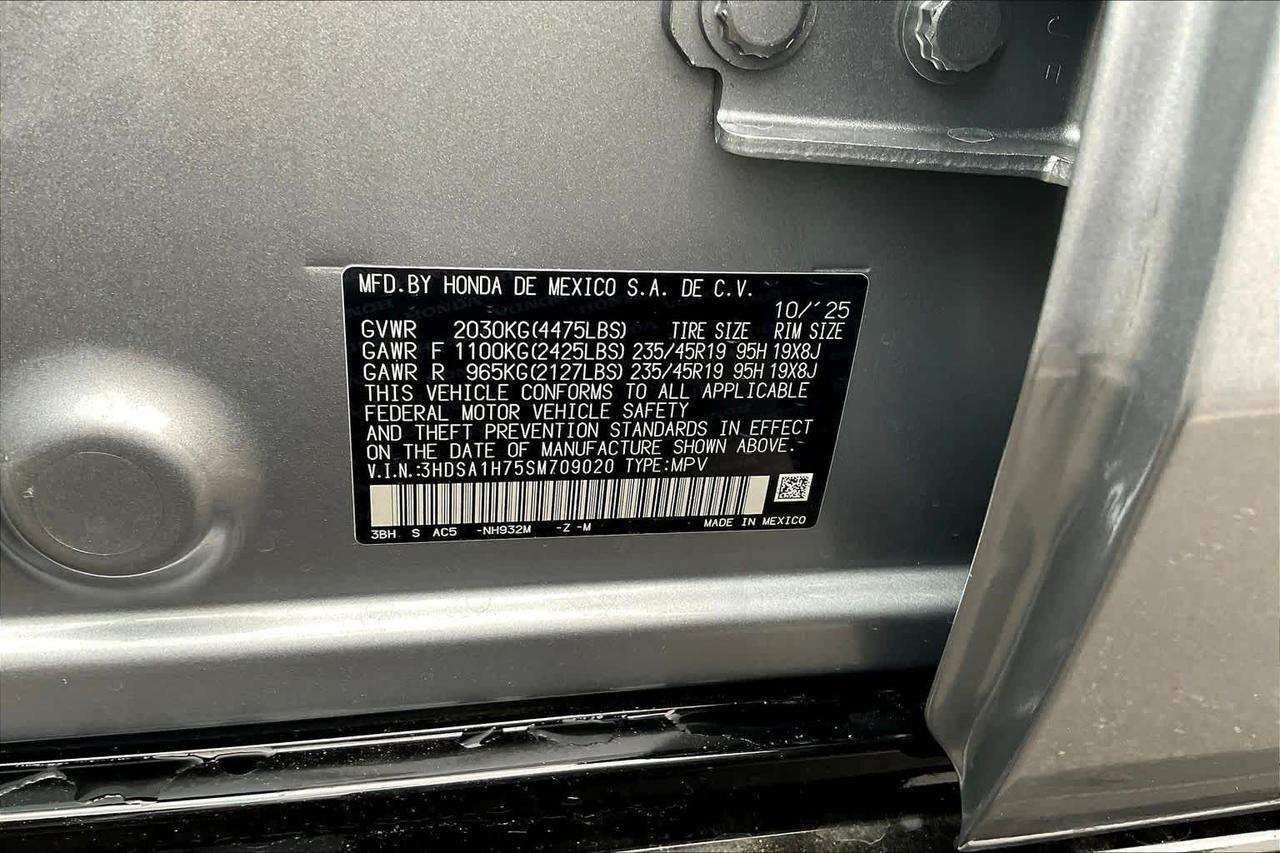 MFD.BY HONDA DE MEXICO S.A. DE C.V.
10/'25
GVWR 2030KG(4475LBS) TIRE SIZE RIM SIZE
GAWR F 1100KG(2425LBS) 235/45R19 95H 19X8J
GAWR R 965KG(2127LBS) 235/45R19 95H 19X8J
THIS VEHICLE CONFORMS TO ALL APPLICABLE
FEDERAL MOTOR VEHICLE SAFETY
AND THEFT PREVENTION STANDARDS IN EFFECT
ON THE DATE OF MANUFACTURE SHOWN ABOVE.
V.I.N.:3HDSA1H75SM709020 TYPE:MPV
3BH S AC5 -NH932M -Z -M MADE IN MEXICO